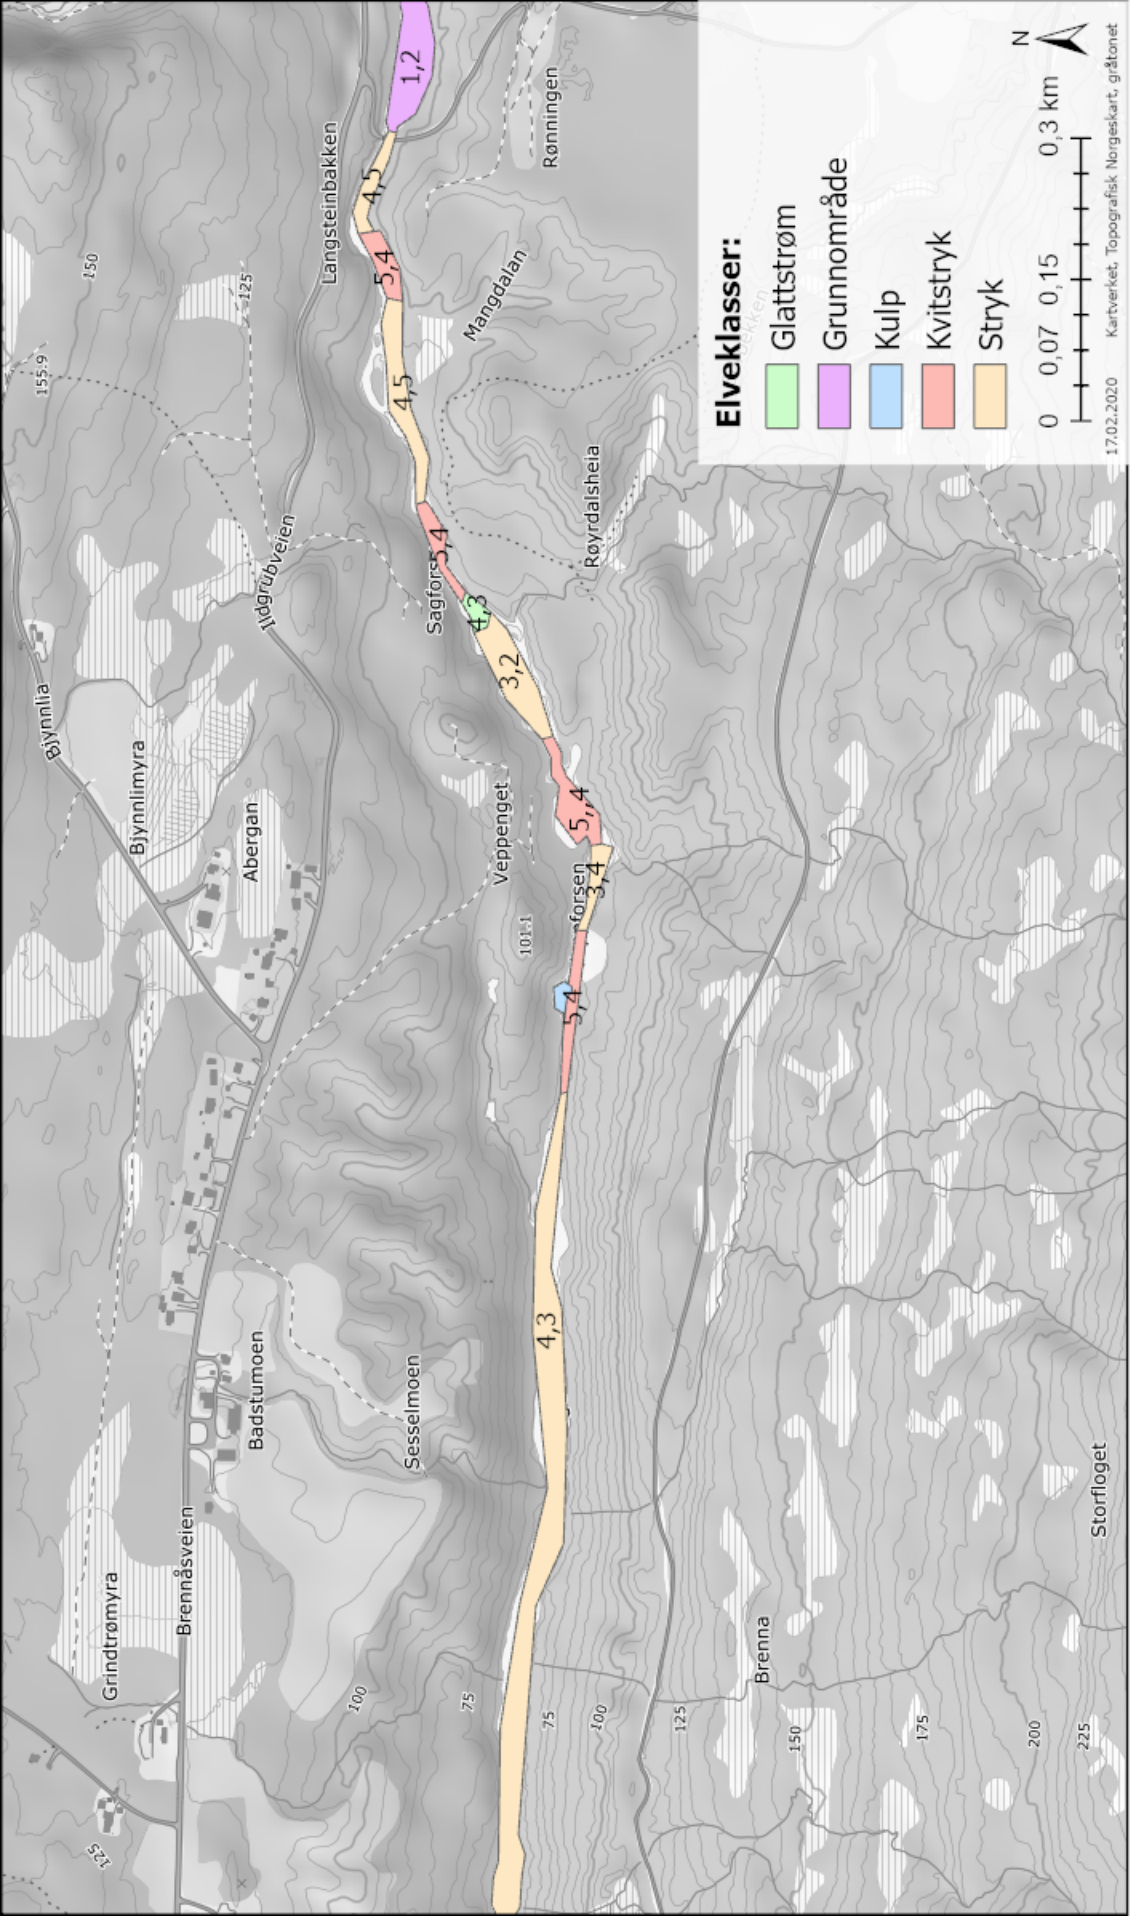 Grindtrømyra
Brennåsveien
Badstumoen
Sesselmoen
Bjynnlia
Bjynnlimyra
Åbergan
Ildgrubveien
Langsteinbakken
Veppenget
Sagfors
forsen
Mangdalan
Rønningen
Røyrdalsheia
Brenna
Storfloget
155.9
150
125
101.1
125
100
75
75
100
125
150
175
200
225
4,3
5,4
3,4
5,4
3,2
4,3
5,4
4,5
5,4
4,5
1,2
Elveklasser:
Glattstrøm
Grunnområde
Kulp
Kvitstryk
Stryk
0 0,07 0,15 0,3 km
N
17.02.2020 Kartverket, Topografisk Norgeskart, gråtonet